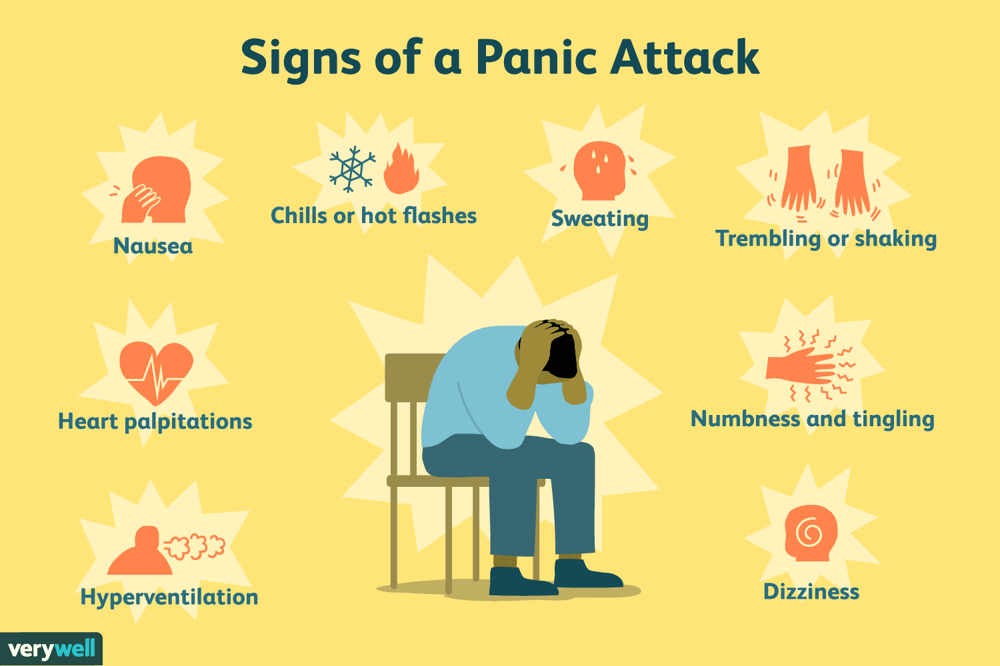 Signs of a Panic Attack
Nausea
Chills or hot flashes
Sweating
Trembling or shaking
Heart palpitations
Numbness and tingling
Hyperventilation
Dizziness
verywell